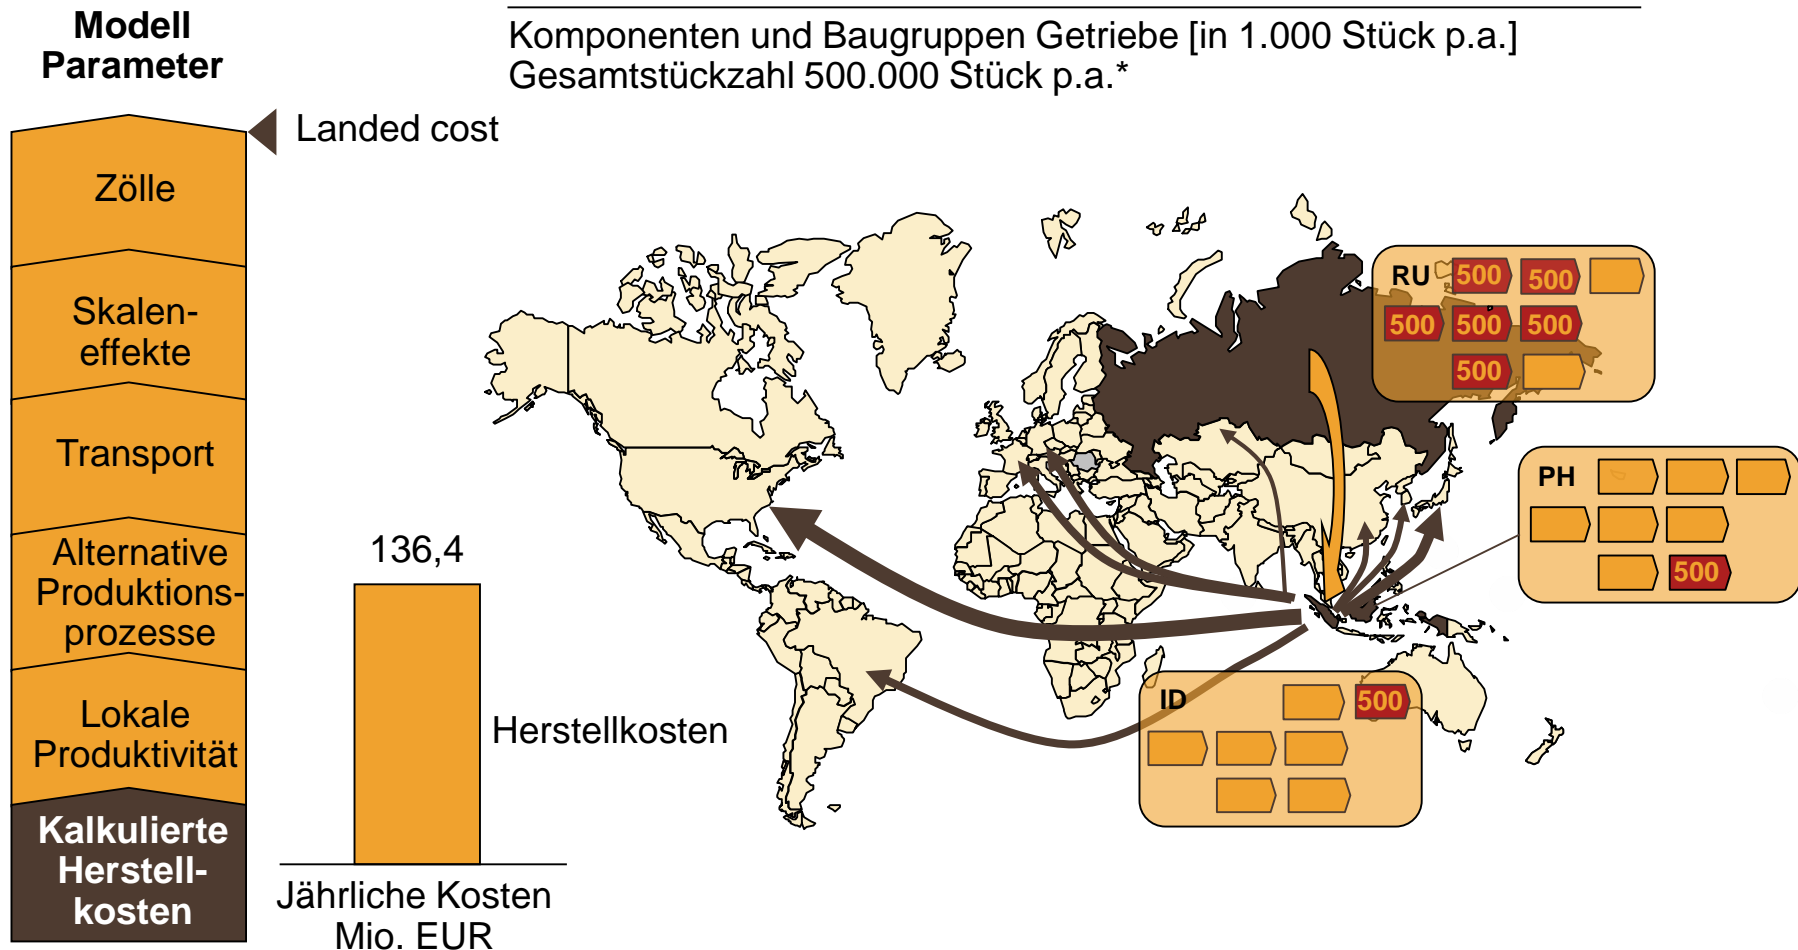 Modell
Parameter
Komponenten und Baugruppen Getriebe [in 1.000 Stück p.a.]
Gesamtstückzahl 500.000 Stück p.a.*
Landed cost
Zölle
Skalen-
effekte
Transport
Alternative
Produktions-
prozesse
Lokale
Produktivität
Kalkulierte
Herstell-
kosten
136,4
Herstellkosten
Jährliche Kosten
Mio. EUR
RU 500 500
500 500 500
500
PH
500
ID 500